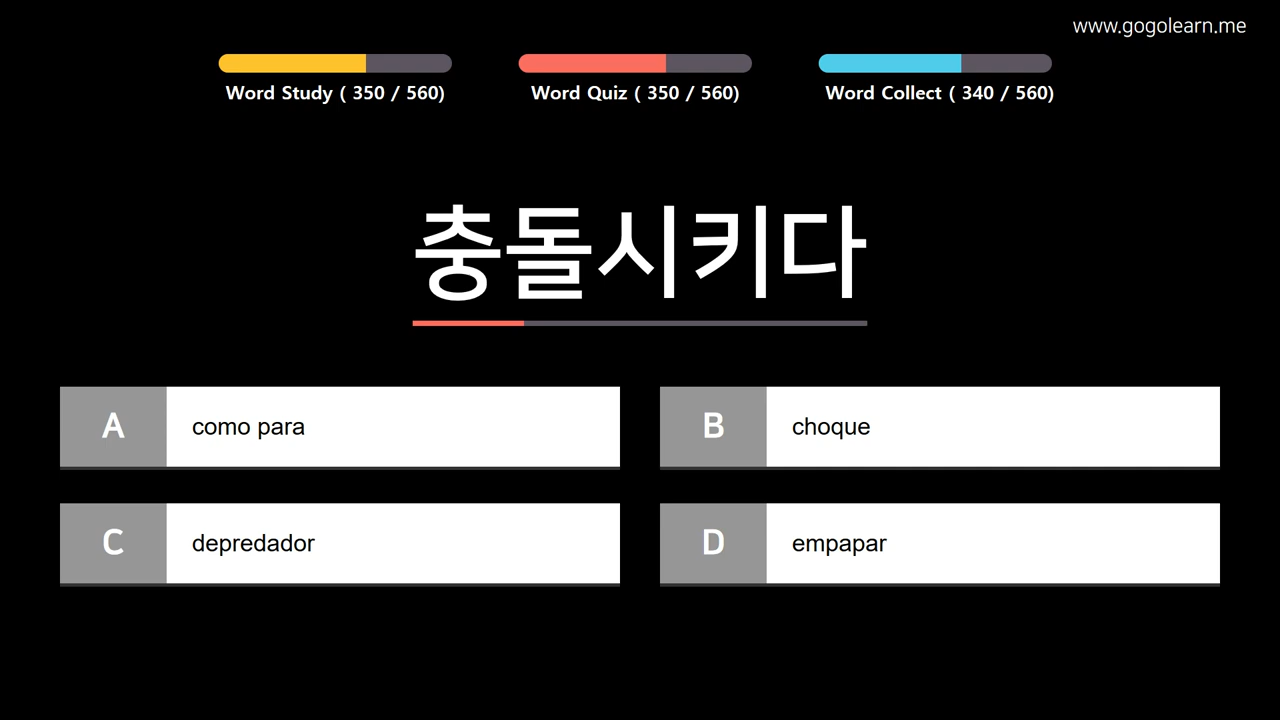 www.gogolearn.me
Word Study ( 350 / 560)
Word Quiz ( 350 / 560)
Word Collect ( 340 / 560)
충돌시키다
A como para
B choque
C depredador
D empapar